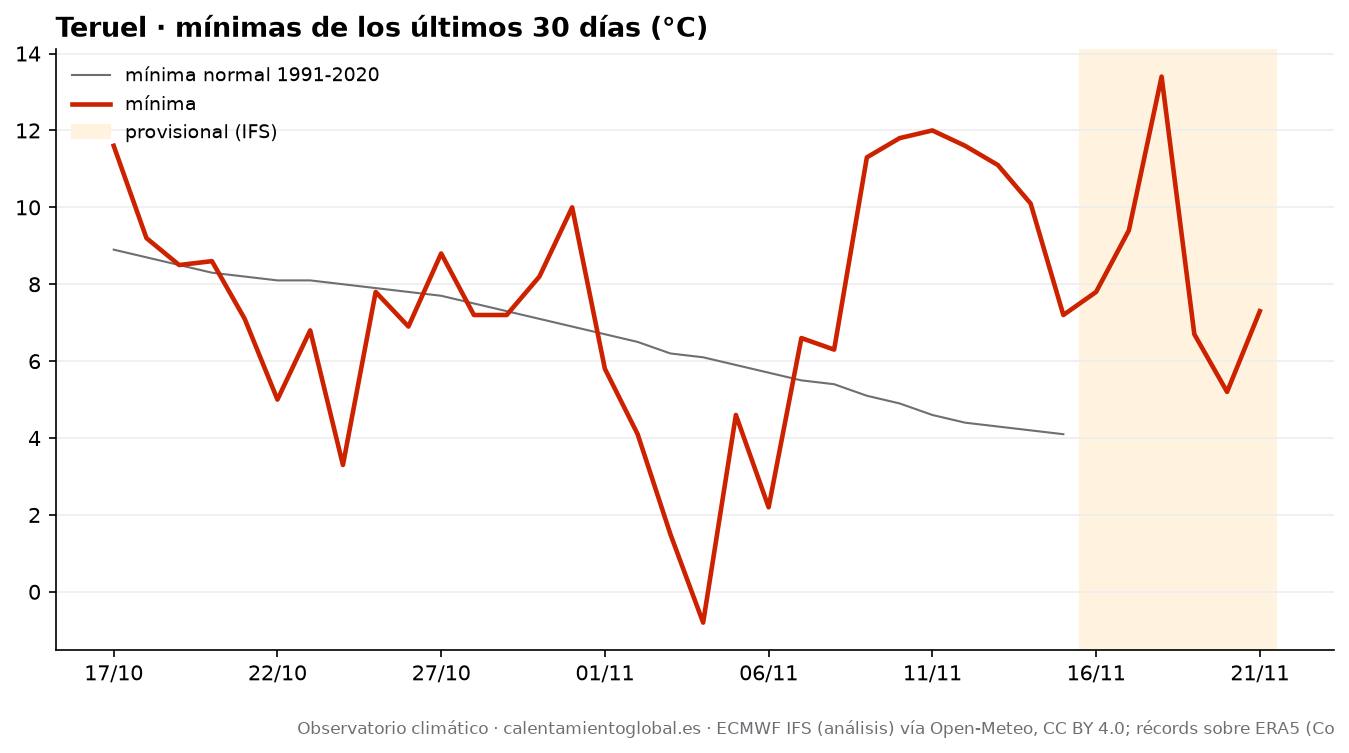 Teruel · mínimas de los últimos 30 días (°C)
14
12
10
8
6
4
2
0
mínima normal 1991-2020
mínima
provisional (IFS)
17/10 22/10 27/10 01/11 06/11 11/11 16/11 21/11
Observatorio climático · calentamientoglobal.es · ECMWF IFS (análisis) vía Open-Meteo, CC BY 4.0; récords sobre ERA5 (Co